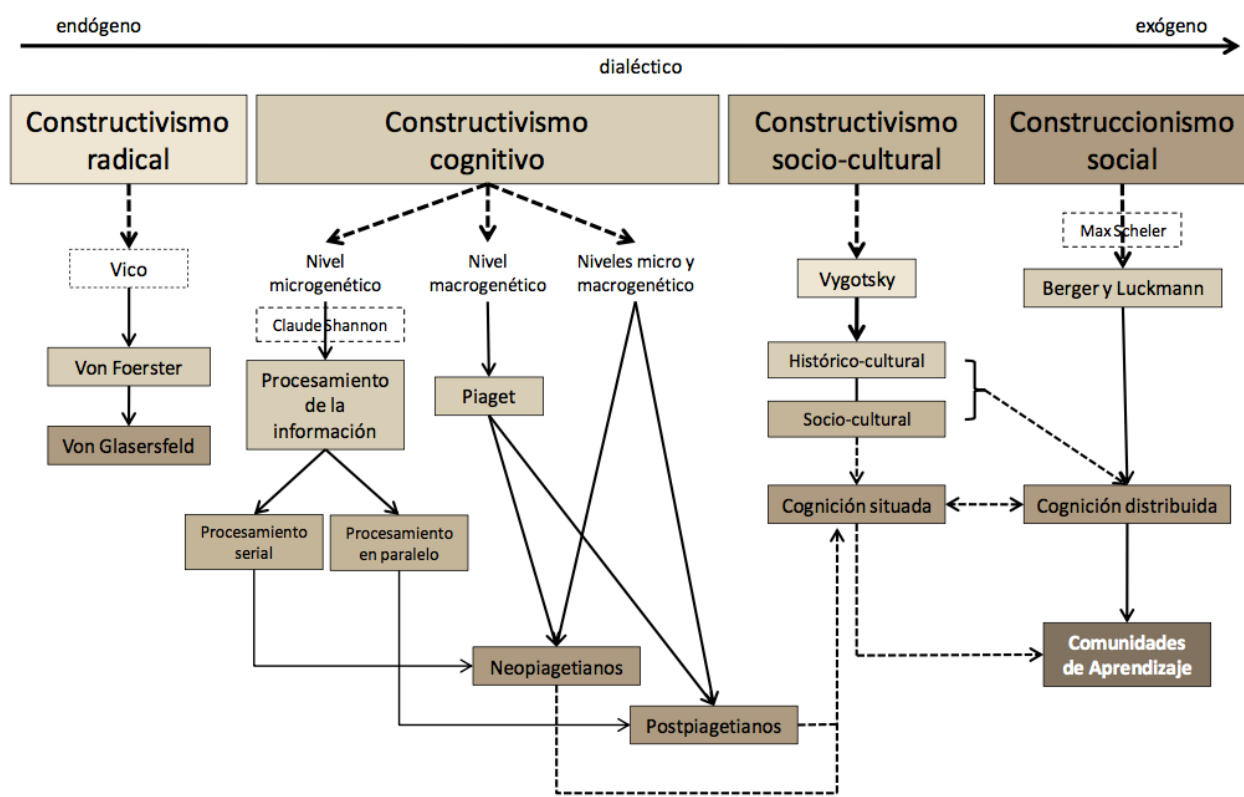 endógeno
exógeno
dialéctico
Constructivismo
radical
Constructivismo
cognitivo
Constructivismo
socio-cultural
Construccionismo
social
Vico
Von Foerster
Von Glasersfeld
Nivel
microgenético
Nivel
macrogenético
Niveles micro y
macrogenético
Claude Shannon
Procesamiento
de la
información
Piaget
Procesamiento
serial
Procesamiento
en paralelo
Neopiagetianos
Postpiagetianos
Vygotsky
Histórico-cultural
Socio-cultural
Cognición situada
Max Scheler
Berger y Luckmann
Cognición distribuida
Comunidades
de Aprendizaje